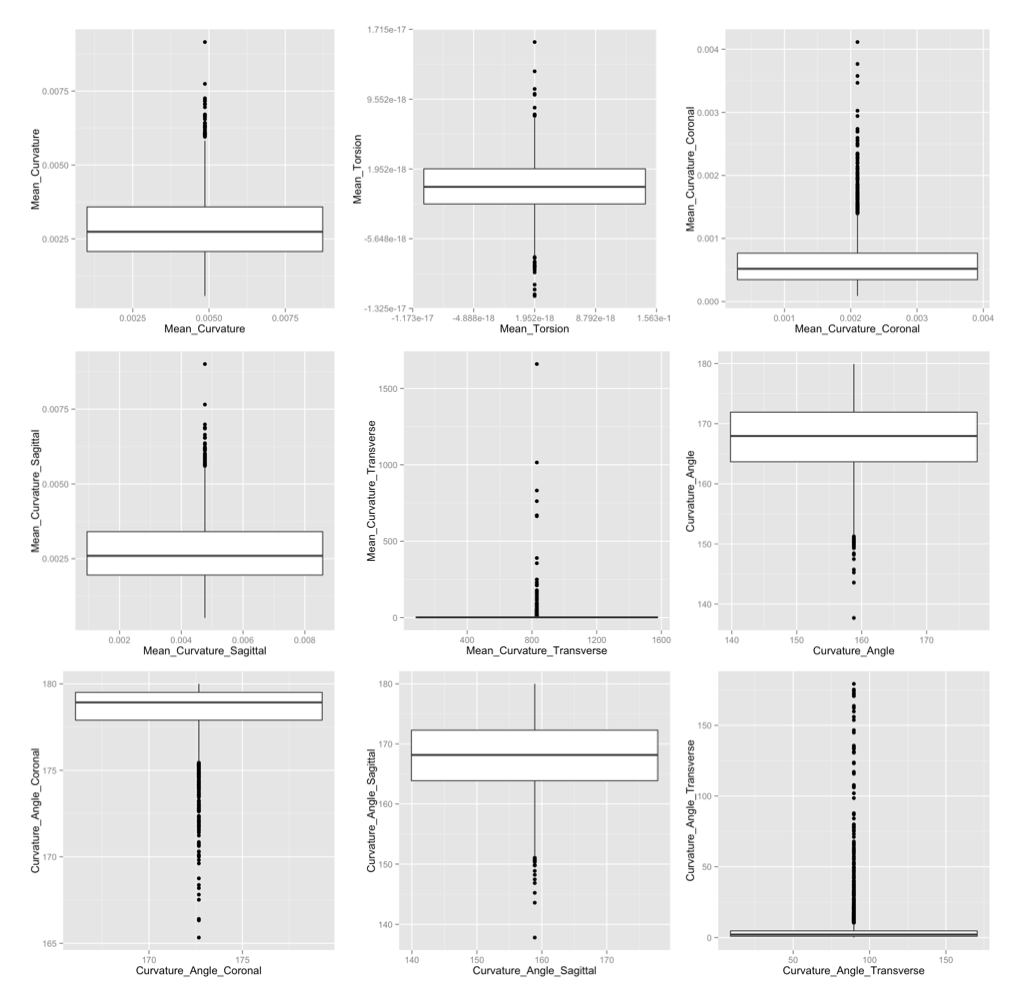 Mean_Curvature
0.0075
0.0050
0.0025
0.0025 0.0050 0.0075
Mean_Curvature
Mean_Torsion
1.715e-17
9.552e-18
1.952e-18
-5.648e-18
-1.325e-17
-1.173e-17 -4.888e-18 1.952e-18 8.792e-18 1.563e-1
Mean_Torsion
Mean_Curvature_Coronal
0.004
0.003
0.002
0.001
0.000
0.001 0.002 0.003 0.004
Mean_Curvature_Coronal
Mean_Curvature_Sagittal
0.0075
0.0050
0.0025
0.002 0.004 0.006 0.008
Mean_Curvature_Sagittal
Mean_Curvature_Transverse
1500
1000
500
0
400 800 1200 1600
Mean_Curvature_Transverse
Curvature_Angle
180
170
160
150
140
140 150 160 170
Curvature_Angle
Curvature_Angle_Coronal
180
175
170
165
170 175
Curvature_Angle_Coronal
Curvature_Angle_Sagittal
180
170
160
150
140
140 150 160 170
Curvature_Angle_Sagittal
Curvature_Angle_Transverse
150
100
50
0
50 100 150
Curvature_Angle_Transverse